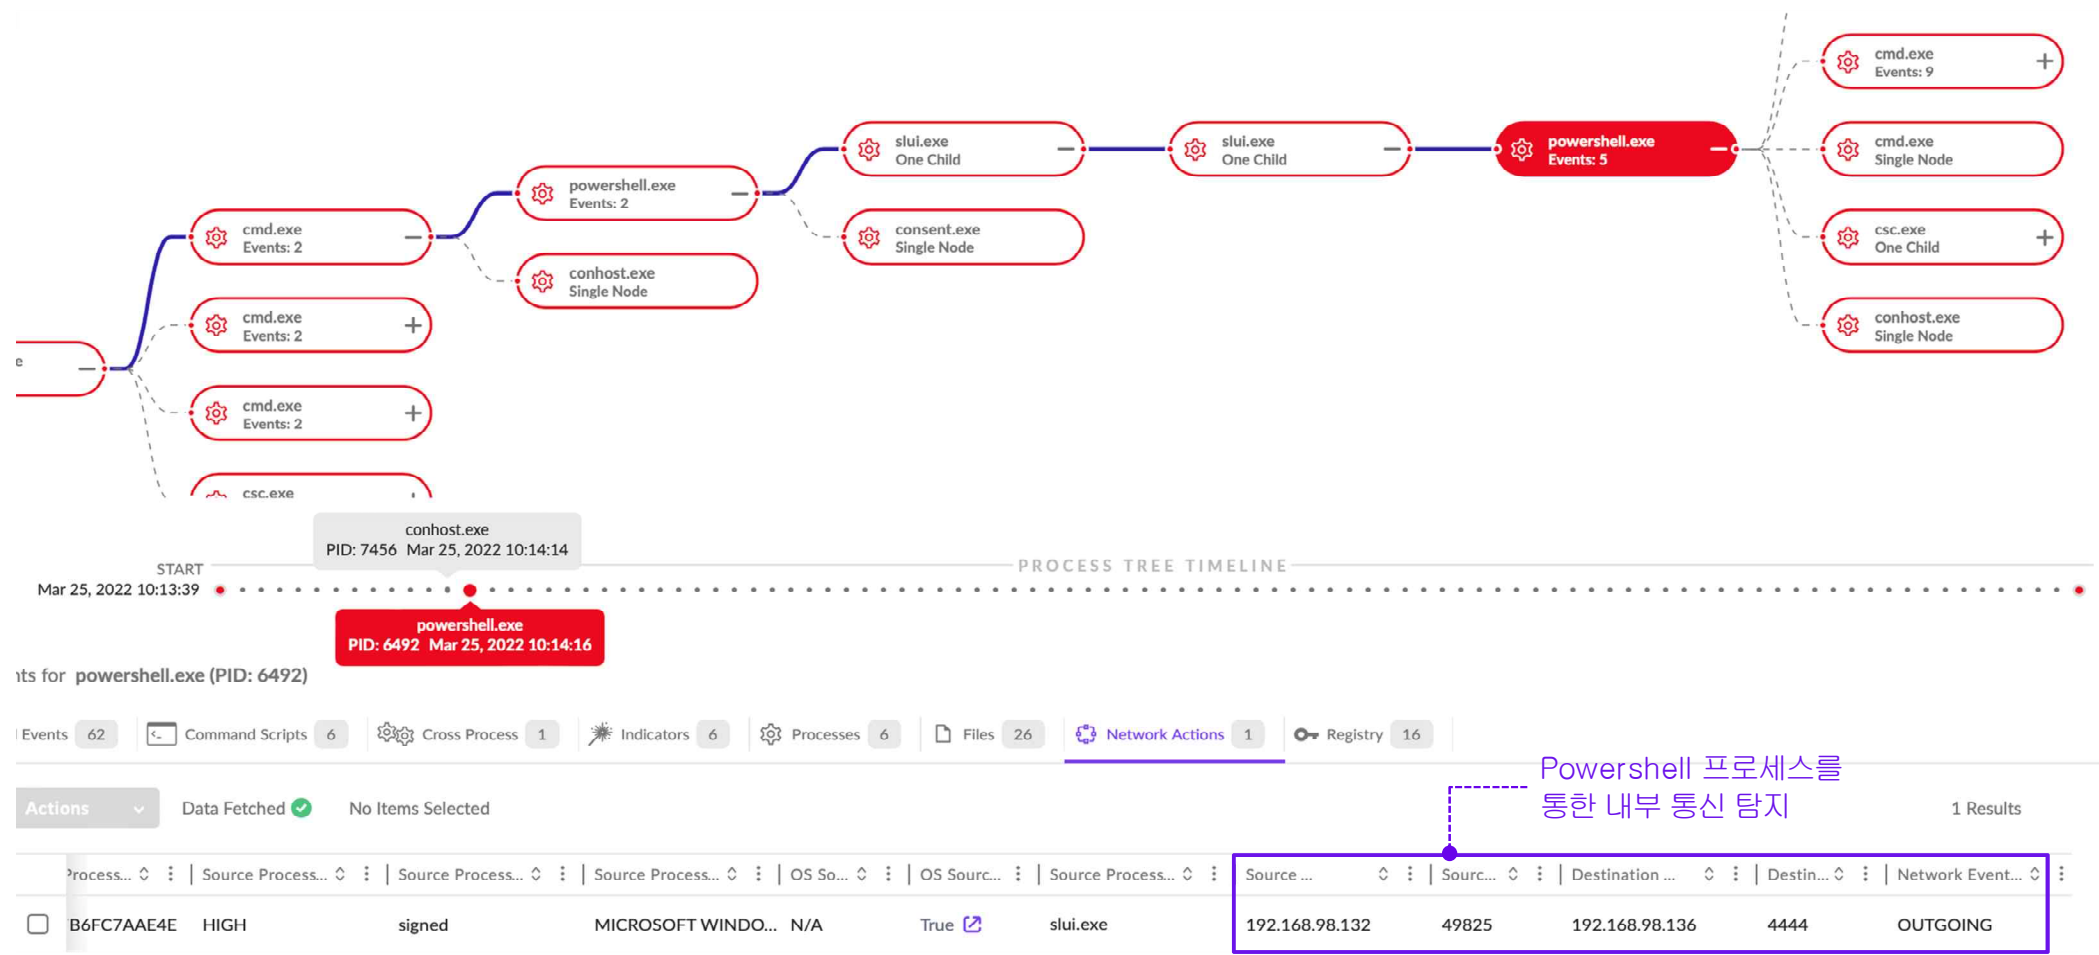 cmd.exe
Events: 9
slui.exe
One Child
slui.exe
One Child
powershell.exe
Events: 5
cmd.exe
Single Node
powershell.exe
Events: 2
cmd.exe
Events: 2
consent.exe
Single Node
csc.exe
One Child
conhost.exe
Single Node
cmd.exe
Events: 2
conhost.exe
Single Node
e
cmd.exe
Events: 2
csc.exe
conhost.exe
PID: 7456 Mar 25, 2022 10:14:14
START
PROCESS TREE TIMELINE
Mar 25, 2022 10:13:39
powershell.exe
PID: 6492 Mar 25, 2022 10:14:16
nts for powershell.exe (PID: 6492)
Events 62 Command Scripts 6 Cross Process 1 Indicators 6 Processes 6 Files 26 Network Actions 1 Registry 16
Powershell 프로세스를
통한 내부 통신 탐지
Actions Data Fetched No Items Selected 1 Results
Process... Source Process... Source Process... Source Process... OS So... OS Sourc... Source Process... Source ... Sourc... Destination ... Destin... Network Event...
B6FC7AAE4E HIGH signed MICROSOFT WINDO... N/A True slui.exe 192.168.98.132 49825 192.168.98.136 4444 OUTGOING